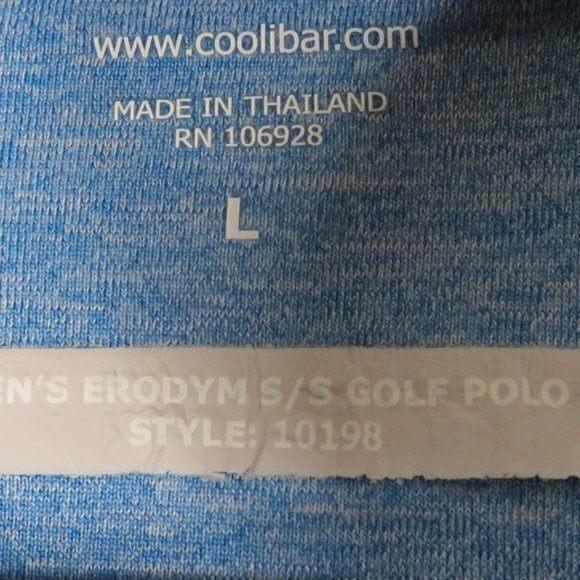 www.coolibar.com
MADE IN THAILAND
RN 106928
L
EN'S ERODYM S/S GOLF POLO
STYLE: 10198